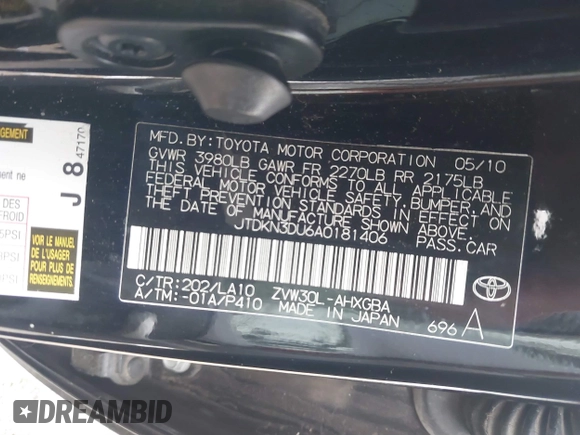 MFD.BY:TOYOTA MOTOR CORPORATION 05/10
GVWR 3980LB GAWR FR 2270LB RR 2175LB
THIS VEHICLE CONFORMS TO ALL APPLICABLE
FEDERAL MOTOR VEHICLE SAFETY, BUMPER, AND
THEFT PREVENTION STANDARDS IN EFFECT ON
THE DATE OF MANUFACTURE SHOWN ABOVE.
JTDKN3DU6A0181406 PASS.CAR
C/TR:202/LA10 ZVW30L-AHXGBA
A/TM:-01A/P410 MADE IN JAPAN
696A
TOYOTA
J 8
47170
VOIR LE MANUEL
DE L'USAGER
POUR PLUS DE
RENSEIGNEMENTS
DREAMBID